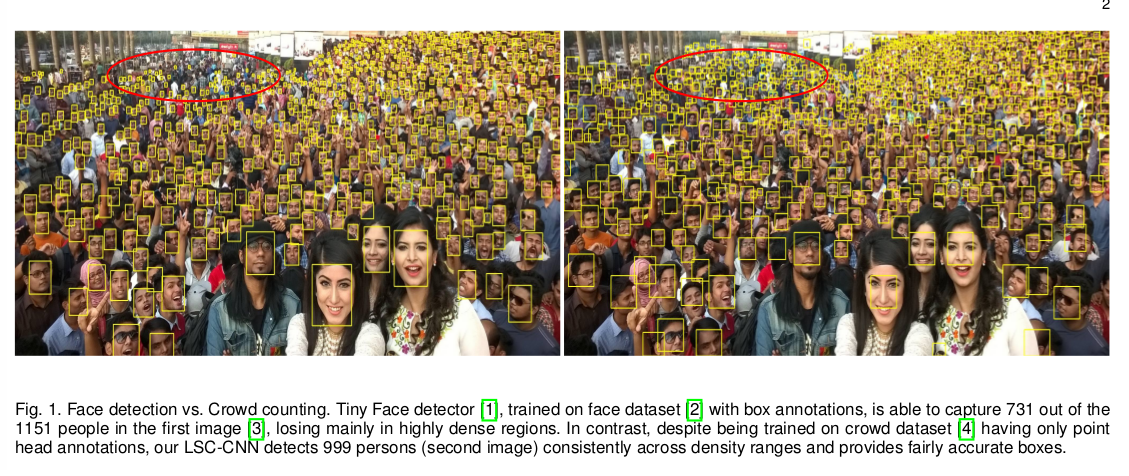 2
Fig. 1. Face detection vs. Crowd counting. Tiny Face detector [1], trained on face dataset [2] with box annotations, is able to capture 731 out of the
1151 people in the first image [3], losing mainly in highly dense regions. In contrast, despite being trained on crowd dataset [4] having only point
head annotations, our LSC-CNN detects 999 persons (second image) consistently across density ranges and provides fairly accurate boxes.